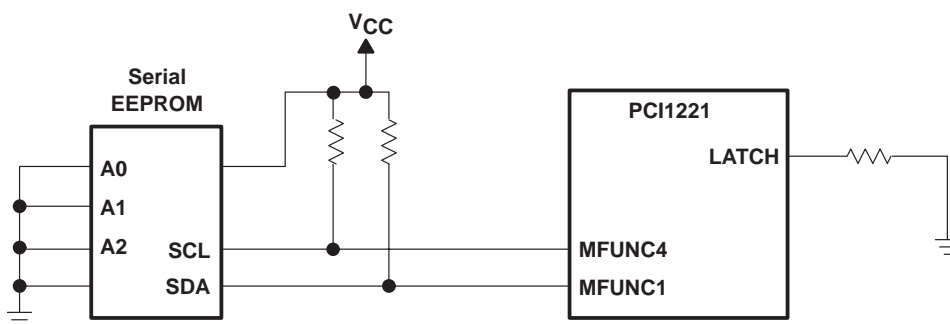 VCC
Serial
EEPROM
PCI1221
A0
LATCH
A1
A2
SCL
MFUNC4
SDA
MFUNC1